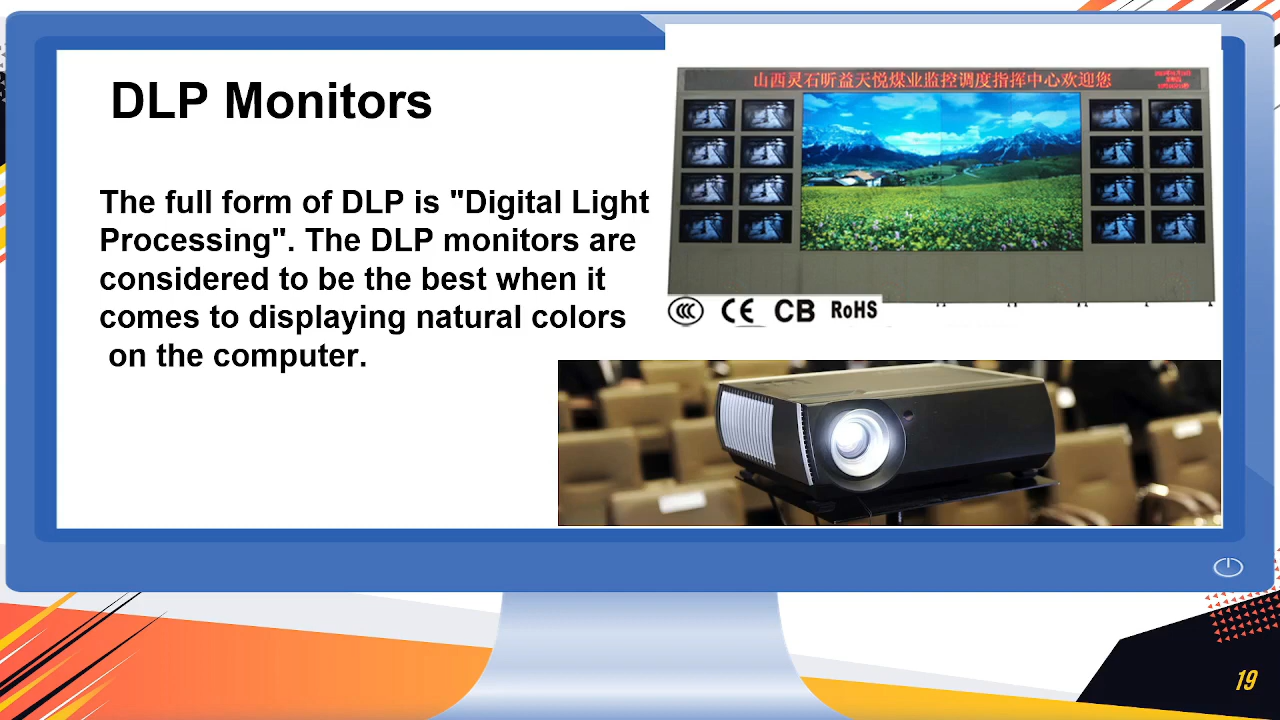 DLP Monitors
The full form of DLP is "Digital Light
Processing". The DLP monitors are
considered to be the best when it
comes to displaying natural colors
on the computer.
山西灵石昕益天悦煤业监控调度指挥中心欢迎您
CCC
CE
CB
RoHS
19